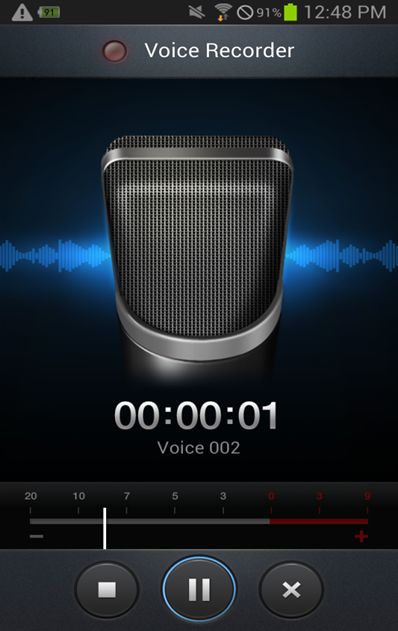 91 91% 12:48 PM
Voice Recorder
00:00:01
Voice 002
20 10 7 5 3 0 3 9
− +